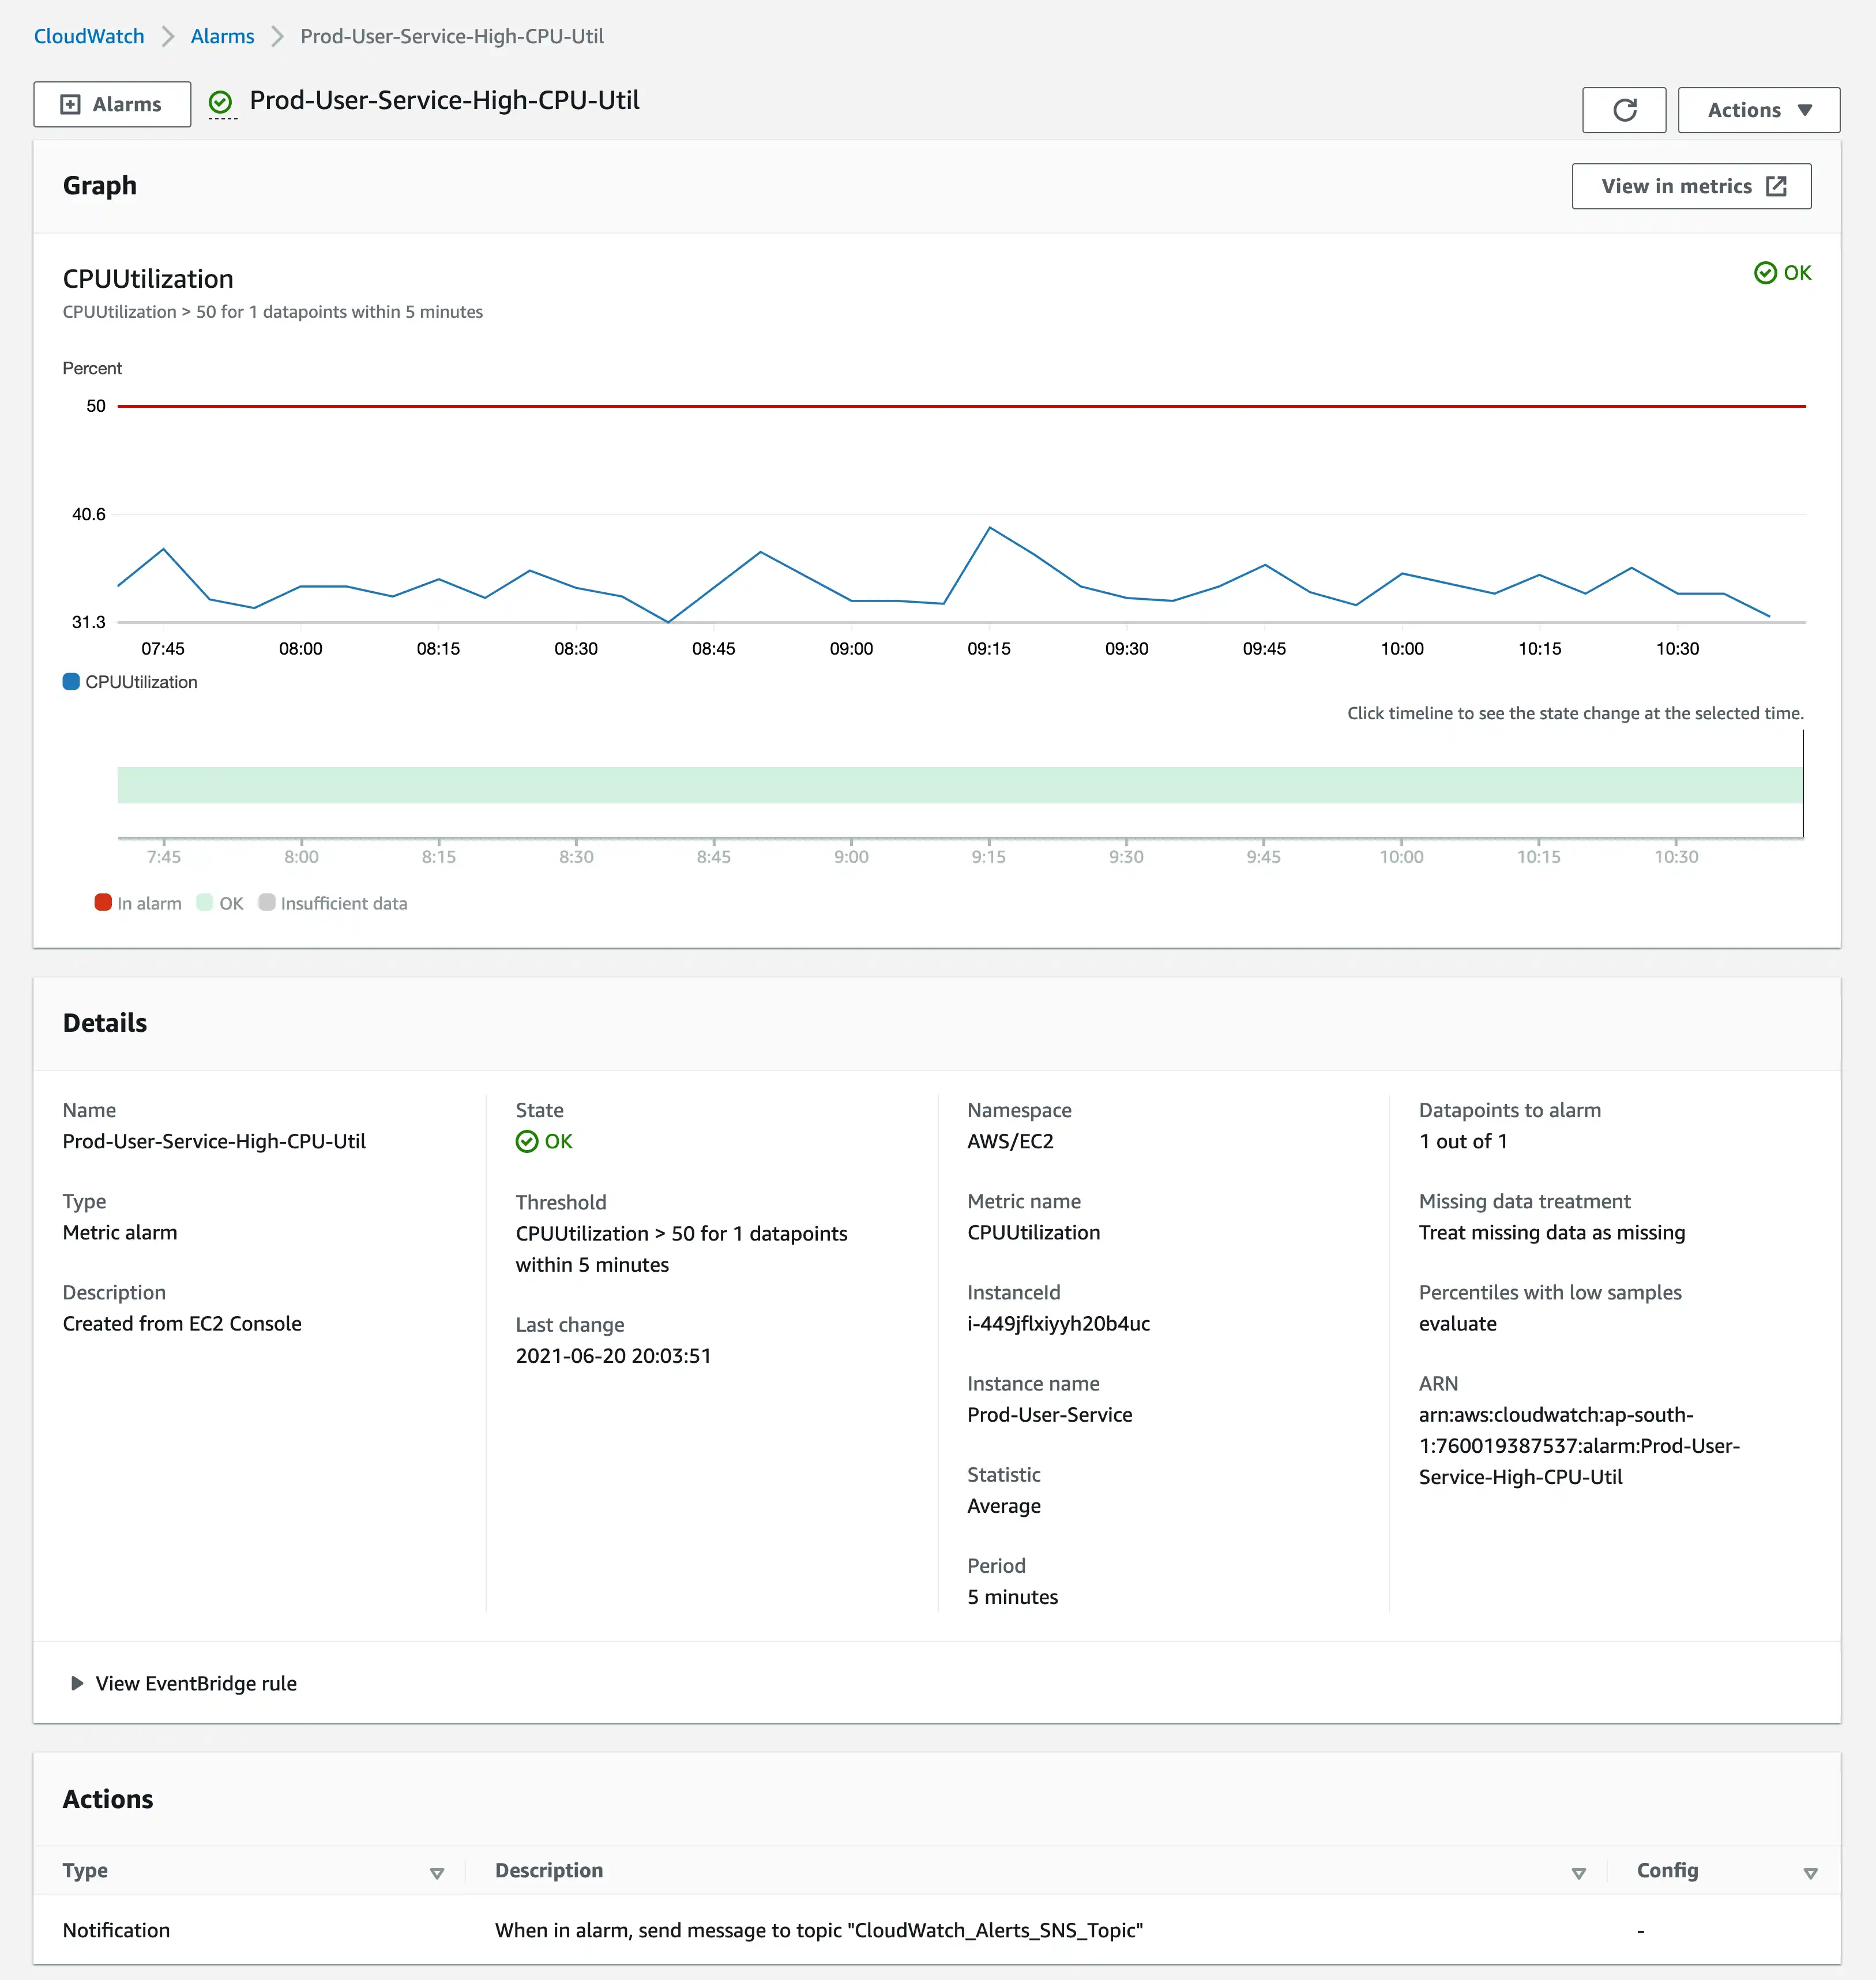 CloudWatch > Alarms > Prod-User-Service-High-CPU-Util
Alarms
Prod-User-Service-High-CPU-Util
Actions
Graph
View in metrics
CPUUtilization
OK
CPUUtilization > 50 for 1 datapoints within 5 minutes
Percent
50
40.6
31.3
07:45 08:00 08:15 08:30 08:45 09:00 09:15 09:30 09:45 10:00 10:15 10:30
CPUUtilization
Click timeline to see the state change at the selected time.
7:45 8:00 8:15 8:30 8:45 9:00 9:15 9:30 9:45 10:00 10:15 10:30
In alarm OK Insufficient data
Details
Name
Prod-User-Service-High-CPU-Util
Type
Metric alarm
Description
Created from EC2 Console
State
OK
Threshold
CPUUtilization > 50 for 1 datapoints
within 5 minutes
Last change
2021-06-20 20:03:51
Namespace
AWS/EC2
Metric name
CPUUtilization
InstanceId
i-449jflxiyyh20b4uc
Instance name
Prod-User-Service
Statistic
Average
Period
5 minutes
Datapoints to alarm
1 out of 1
Missing data treatment
Treat missing data as missing
Percentiles with low samples
evaluate
ARN
arn:aws:cloudwatch:ap-south-
1:760019387537:alarm:Prod-User-
Service-High-CPU-Util
View EventBridge rule
Actions
Type Description Config
Notification When in alarm, send message to topic "CloudWatch_Alerts_SNS_Topic" -